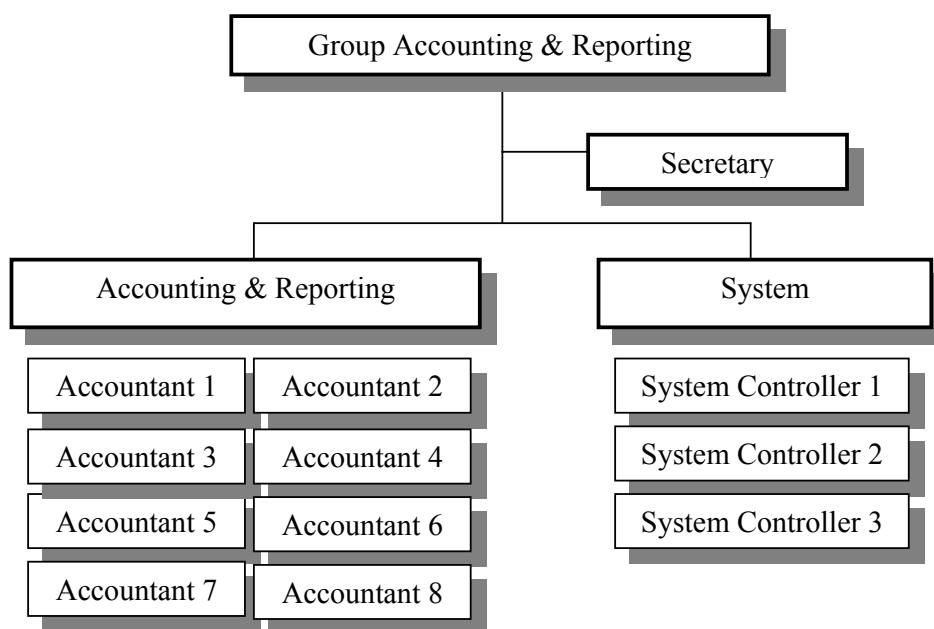 Group Accounting & Reporting
Secretary
Accounting & Reporting
System
Accountant 1
Accountant 2
Accountant 3
Accountant 4
Accountant 5
Accountant 6
Accountant 7
Accountant 8
System Controller 1
System Controller 2
System Controller 3